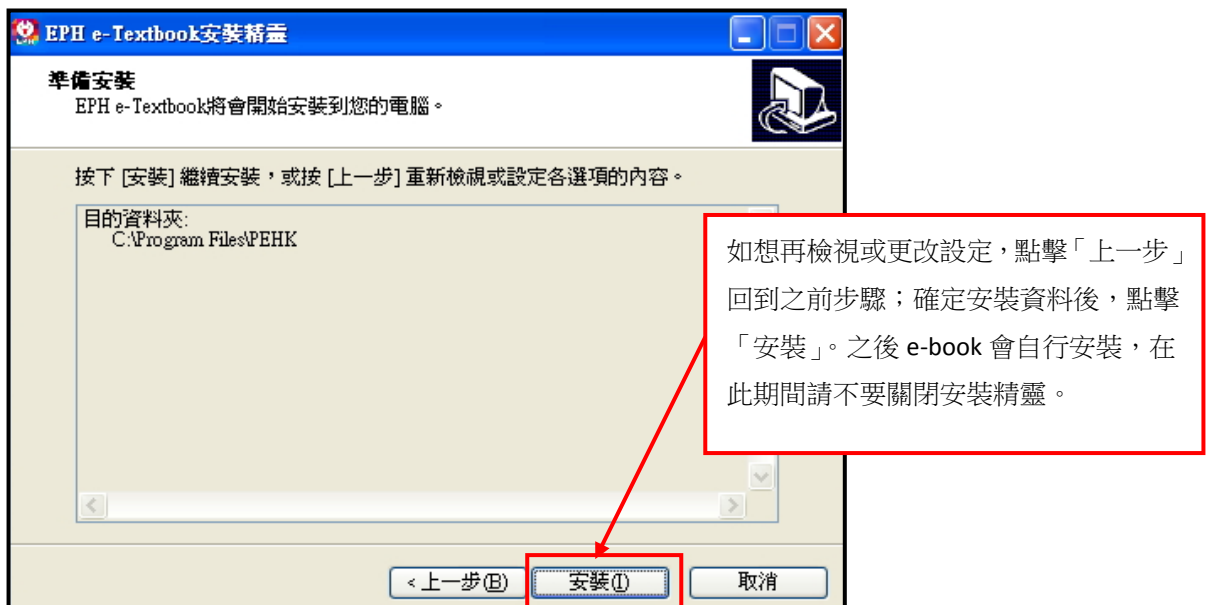 EPH e-Textbook安裝精靈
準備安裝
EPH e-Textbook將會開始安裝到您的電腦。
按下 [安裝] 繼續安裝，或按 [上一步] 重新檢視或設定各選項的內容。
目的資料夾:
C:\Program Files\PEHK
如想再檢視或更改設定，點擊「上一步」
回到之前步驟；確定安裝資料後，點擊
「安裝」。之後 e-book 會自行安裝，在
此期間請不要關閉安裝精靈。
< 上一步(B)
安裝(I)
取消